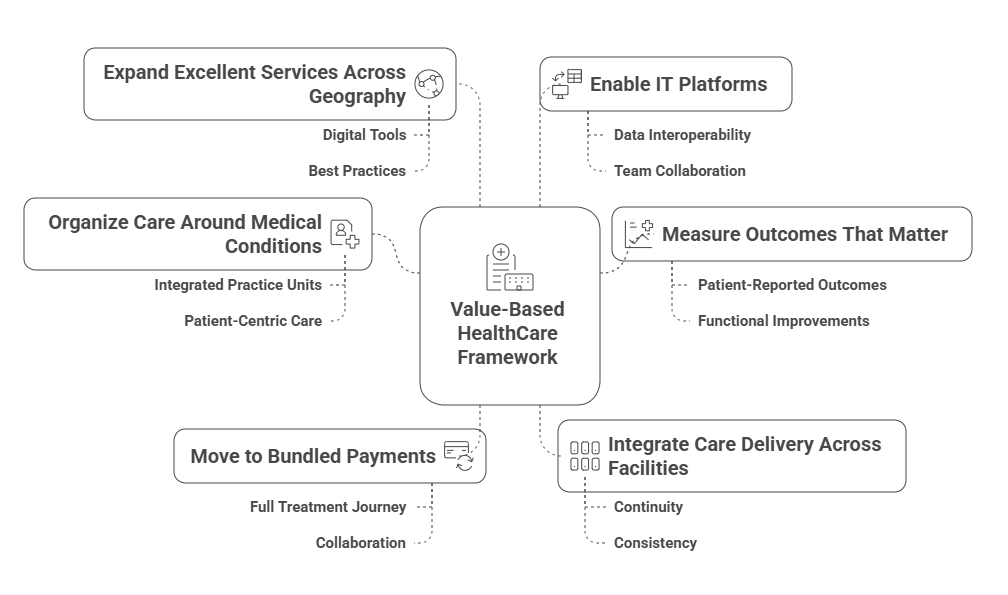 Expand Excellent Services Across
Geography
Digital Tools
Best Practices
Enable IT Platforms
Data Interoperability
Team Collaboration
Organize Care Around Medical
Conditions
Integrated Practice Units
Patient-Centric Care
Value-Based
HealthCare
Framework
Measure Outcomes That Matter
Patient-Reported Outcomes
Functional Improvements
Move to Bundled Payments
Full Treatment Journey
Collaboration
Integrate Care Delivery Across
Facilities
Continuity
Consistency